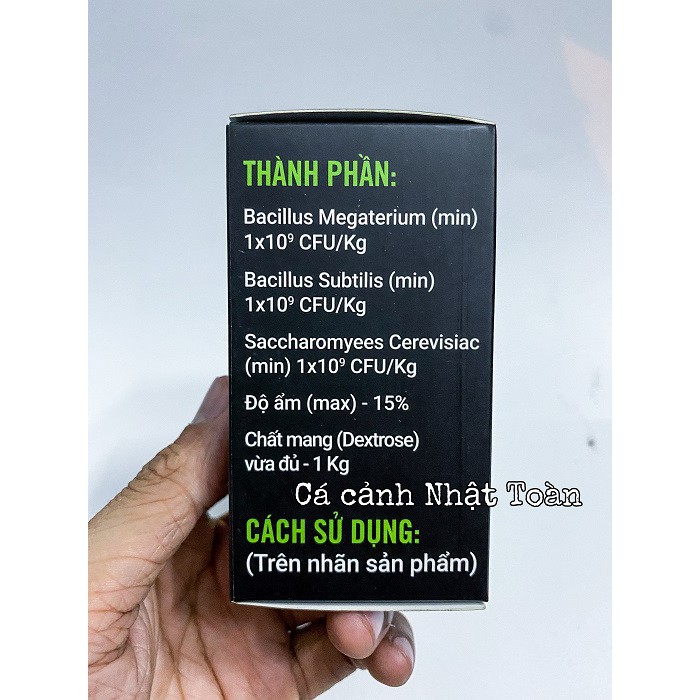 THÀNH PHẦN:
Bacillus Megaterium (min)
1x10⁹ CFU/Kg
Bacillus Subtilis (min)
1x10⁹ CFU/Kg
Saccharomyees Cerevisiac
(min) 1x10⁹ CFU/Kg
Độ ẩm (max) - 15%
Chất mang (Dextrose)
vừa đủ - 1 Kg
Cá cảnh Nhật Toàn
CÁCH SỬ DỤNG:
(Trên nhãn sản phẩm)